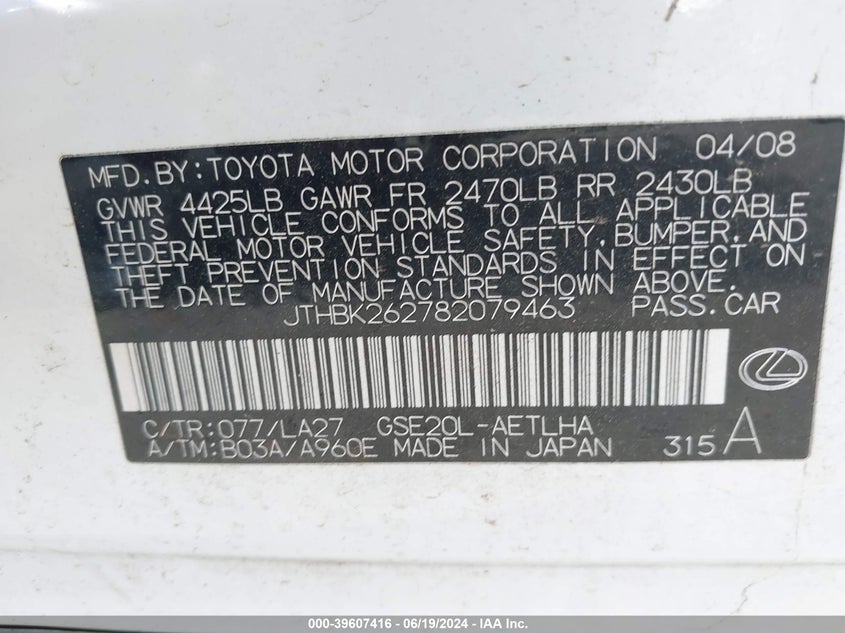 MFD.BY:TOYOTA MOTOR CORPORATION 04/08
GVWR 4425LB GAWR FR 2470LB RR 2430LB
THIS VEHICLE CONFORMS TO ALL APPLICABLE
FEDERAL MOTOR VEHICLE SAFETY,BUMPER,AND
THEFT PREVENTION STANDARDS IN EFFECT ON
THE DATE OF MANUFACTURE SHOWN ABOVE.
JTHBK262782079463 PASS.CAR
C/TR:077/LA27 GSE20L-AETLHA
A/TM:B03A/A960E MADE IN JAPAN 315 A
000-39607416 - 06/19/2024 - IAA Inc.